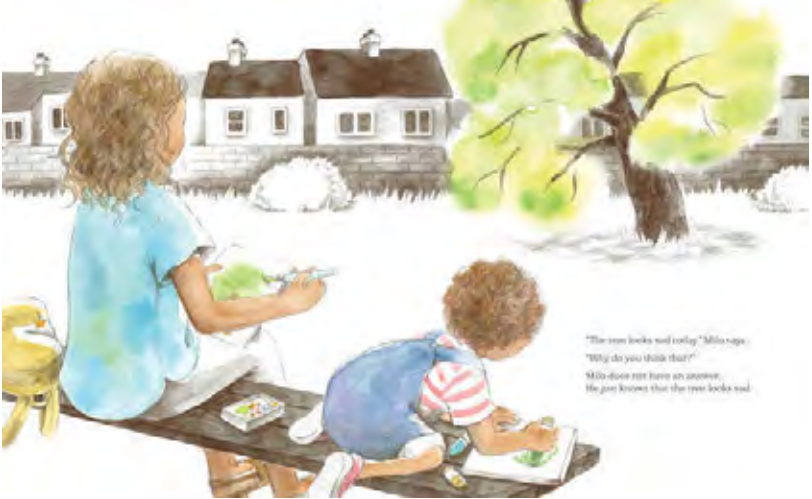 "The tree looks sad today," Milo says.
"Why do you think that?"
Milo does not have an answer.
He just knows that the tree looks sad.